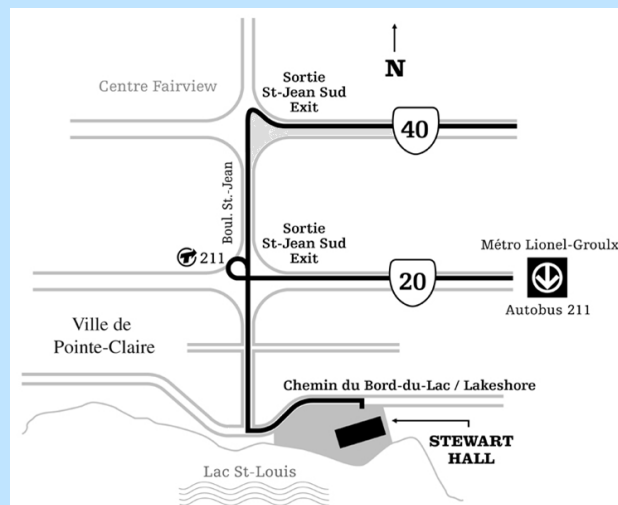 N
Centre Fairview
Sortie
St-Jean Sud
Exit
40
Boul. St.-Jean
Sortie
St-Jean Sud
Exit
211
20
Métro Lionel-Groulx
Autobus 211
Ville de
Pointe-Claire
Chemin du Bord-du-Lac / Lakeshore
STEWART
HALL
Lac St-Louis